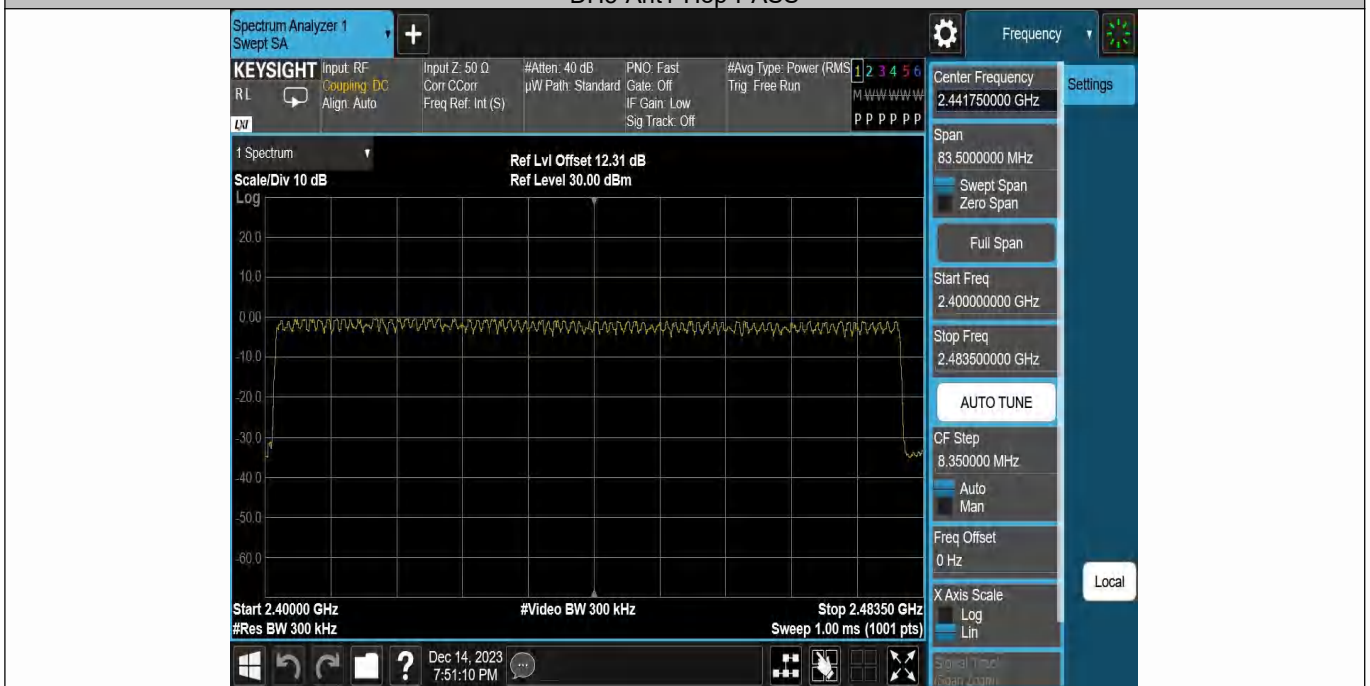 Spectrum Analyzer 1
Swept SA
+
Frequency
KEYSIGHT
RL
LXI
Input: RF
Coupling: DC
Align: Auto
Input Z: 50 Ω
Corr CCorr
Freq Ref: Int (S)
#Atten: 40 dB
µW Path: Standard
PNO: Fast
Gate: Off
IF Gain: Low
Sig Track: Off
#Avg Type: Power (RMS
Trig: Free Run
1 2 3 4 5 6
M W W W W W
P P P P P P
1 Spectrum
Scale/Div 10 dB
Ref Lvl Offset 12.31 dB
Ref Level 30.00 dBm
Log
20.0
10.0
0.00
-10.0
-20.0
-30.0
-40.0
-50.0
-60.0
Start 2.40000 GHz
#Video BW 300 kHz
Stop 2.48350 GHz
#Res BW 300 kHz
Sweep 1.00 ms (1001 pts)
Center Frequency
2.441750000 GHz
Settings
Span
83.5000000 MHz
Swept Span
Zero Span
Full Span
Start Freq
2.400000000 GHz
Stop Freq
2.483500000 GHz
AUTO TUNE
CF Step
8.350000 MHz
Auto
Man
Freq Offset
0 Hz
X Axis Scale
Log
Lin
Signal Track
(Span Zoom)
Local
?
Dec 14, 2023
7:51:10 PM